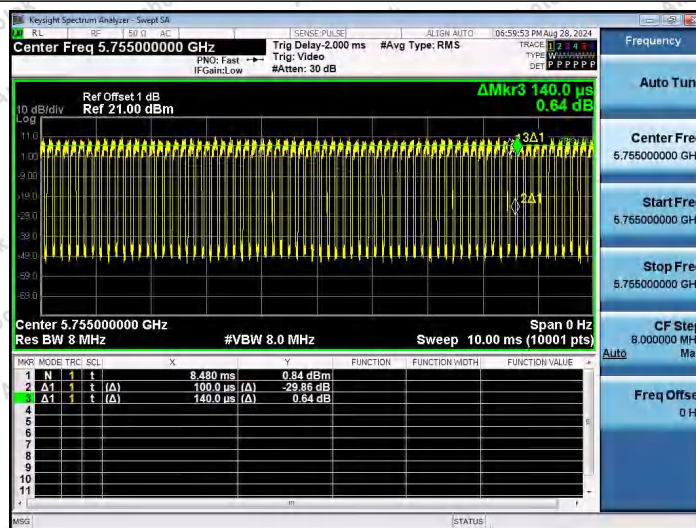 Keysight Spectrum Analyzer - Swept SA
RL RF 50 Ω AC SENSE:PULSE ALIGN AUTO 06:59:53 PM Aug 28, 2024
Center Freq 5.755000000 GHz
PNO: Fast
IFGain:Low
Trig Delay-2.000 ms
Trig: Video
#Atten: 30 dB
#Avg Type: RMS
TRACE 1 2 3 4 5 6
TYPE
DET P P P P P P
ΔMkr3 140.0 µs
0.64 dB
Ref Offset 1 dB
10 dB/div Ref 21.00 dBm
Log
11.0
1.00
-9.00
-19.0
-29.0
-39.0
-49.0
-59.0
-69.0
3Δ1
2Δ1
Center 5.755000000 GHz Span 0 Hz
Res BW 8 MHz #VBW 8.0 MHz Sweep 10.00 ms (10001 pts)
MKR MODE TRC SCL X Y FUNCTION FUNCTION WIDTH FUNCTION VALUE
1 N 1 t 8.480 ms 0.84 dBm
2 Δ1 1 t (Δ) 100.0 µs (Δ) -29.86 dB
3 Δ1 1 t (Δ) 140.0 µs (Δ) 0.64 dB
4
5
6
7
8
9
10
11
MSG STATUS
Frequency
Auto Tun
Center Fre
5.755000000 GH
Start Fre
5.755000000 GH
Stop Fre
5.755000000 GH
CF Ste
8.000000 MH
Auto Ma
Freq Offse
0 H